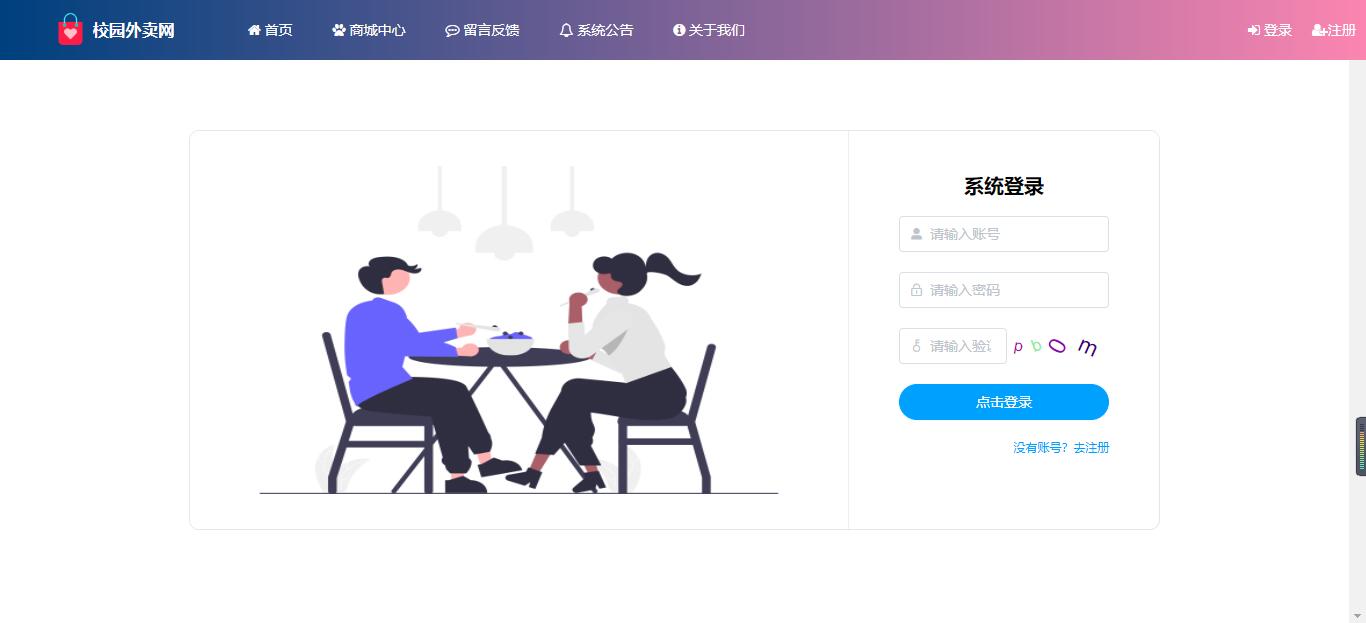 校园外卖网 首页 商城中心 留言反馈 系统公告 关于我们 登录 注册
系统登录
请输入账号
请输入密码
请输入验 p b O m
点击登录
没有账号？去注册